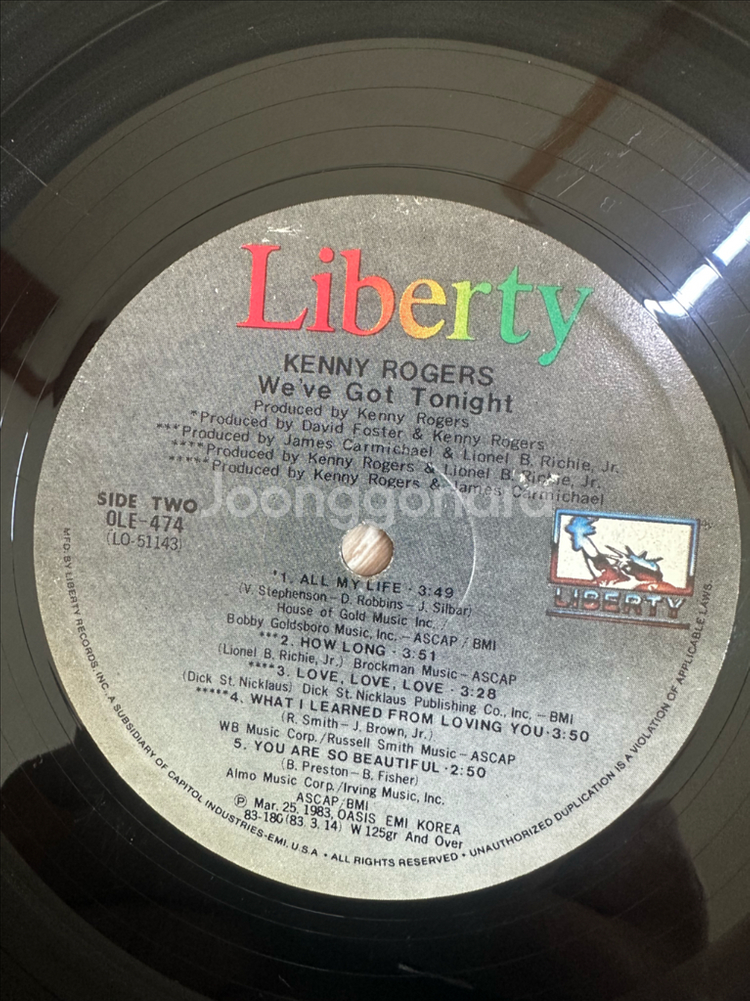 Liberty
KENNY ROGERS
We've Got Tonight
Produced by Kenny Rogers
*Produced by David Foster & Kenny Rogers
***Produced by James Carmichael & Lionel B. Richie, Jr.
****Produced by Kenny Rogers & Lionel B. Richie, Jr.
*****Produced by Kenny Rogers & James Carmichael
Joonggonara
SIDE TWO
OLE-474
(LO-51143)
LIBERTY
*1. ALL MY LIFE · 3:49
(V. Stephenson – D. Robbins – J. Silbar)
House of Gold Music Inc. /
Bobby Goldsboro Music, Inc. – ASCAP / BMI
***2. HOW LONG · 3:51
(Lionel B. Richie, Jr.) Brockman Music – ASCAP
****3. LOVE, LOVE, LOVE · 3:28
(Dick St. Nicklaus) Dick St. Nicklaus Publishing Co., Inc. – BMI
*****4. WHAT I LEARNED FROM LOVING YOU · 3:50
(R. Smith – J. Brown, Jr.)
WB Music Corp. /Russell Smith Music – ASCAP
5. YOU ARE SO BEAUTIFUL · 2:50
(B. Preston – B. Fisher)
Almo Music Corp. /Irving Music, Inc.
ASCAP/BMI
℗ Mar. 25, 1983, OASIS EMI KOREA
83-180 (83. 3. 14) W 125gr And Over
MFD. BY LIBERTY RECORDS, INC. A SUBSIDIARY OF CAPITOL INDUSTRIES-EMI, U.S.A. • ALL RIGHTS RESERVED • UNAUTHORIZED DUPLICATION IS A VIOLATION OF APPLICABLE LAWS.